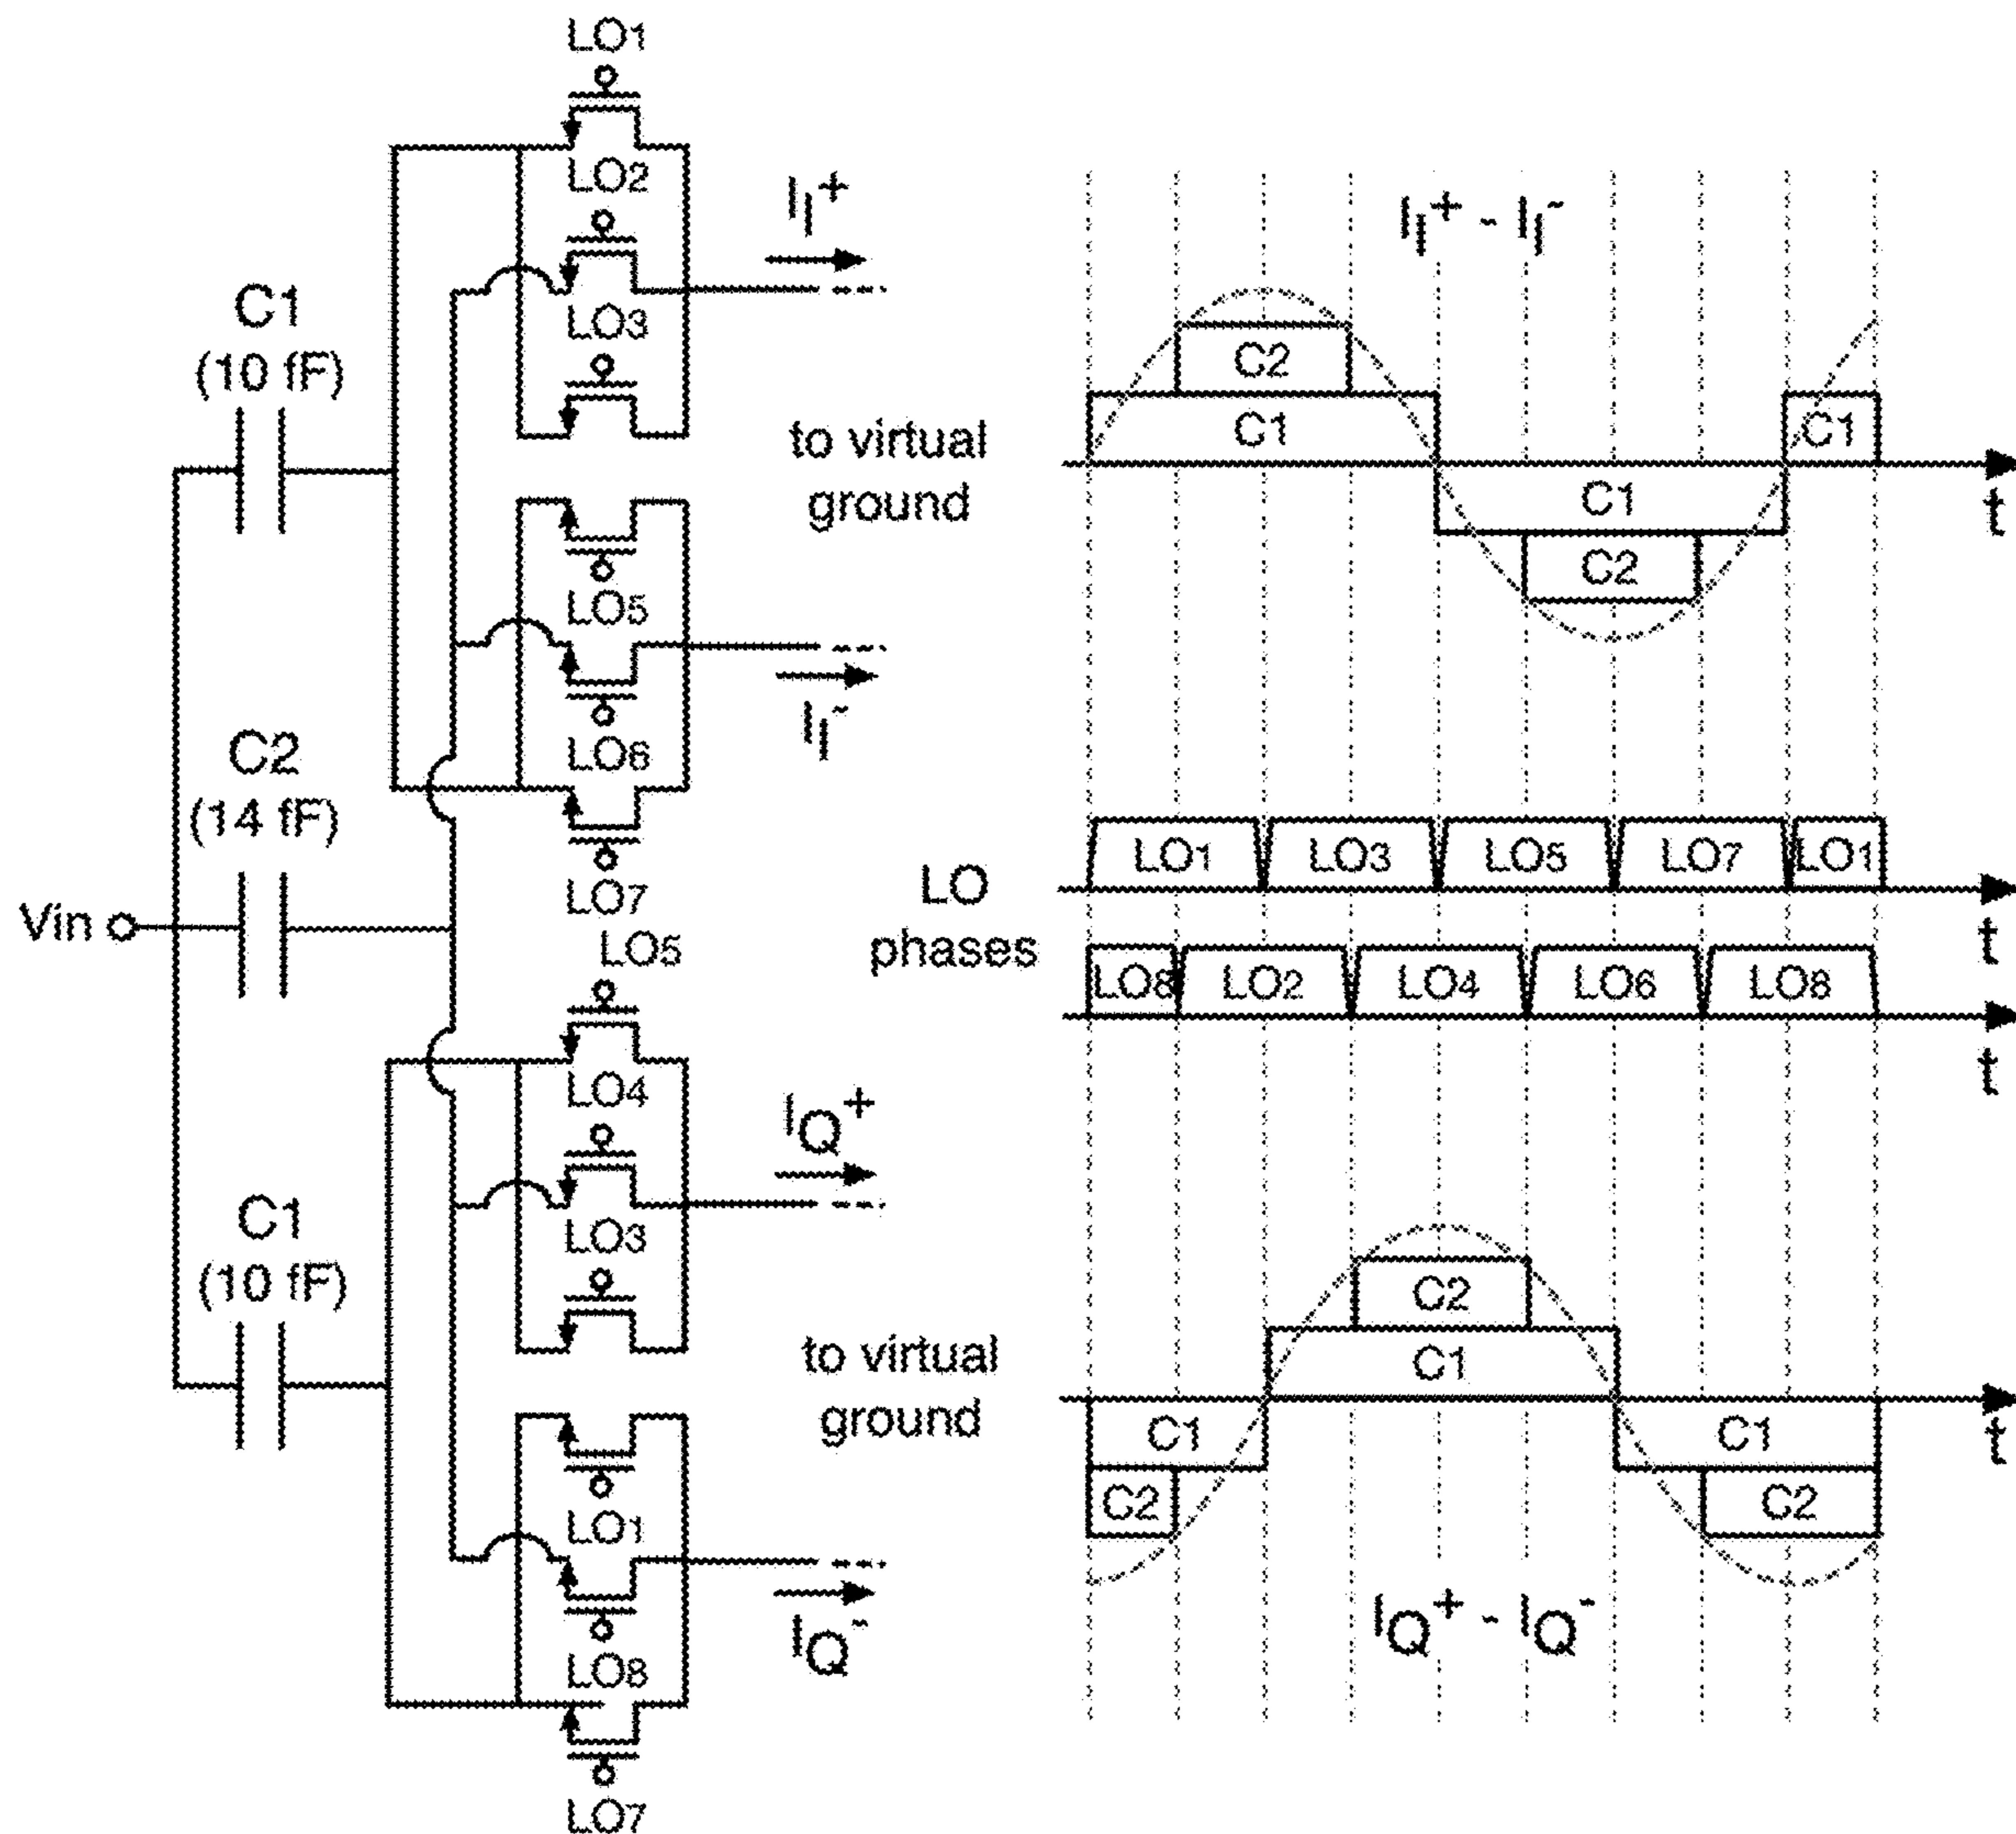 LO1
LO2
LO3
C1
(10 fF)
I_I^+
to virtual
ground
LO5
LO6
LO7
I_I^-
C2
(14 fF)
Vin
LO5
LO4
LO3
C1
(10 fF)
I_Q^+
to virtual
ground
LO1
LO8
LO7
I_Q^-
I_I^+ - I_I^-
C2
C1
C1
C1
C2
t
LO
phases
LO1 LO3 LO5 LO7 LO1
t
LO8 LO2 LO4 LO6 LO8
t
C2
C1
C1
C1
C2
C2
t
I_Q^+ - I_Q^-